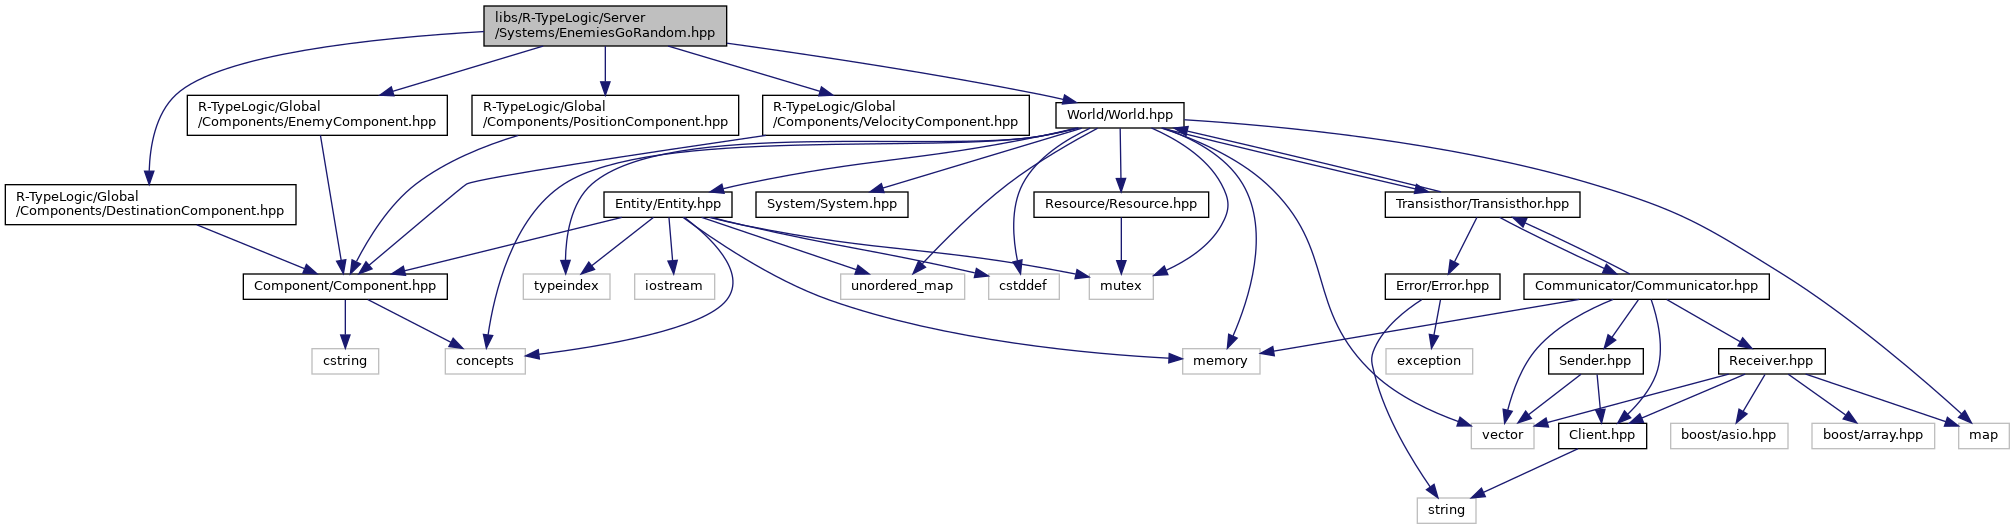 libs/R-TypeLogic/Server
/Systems/EnemiesGoRandom.hpp
R-TypeLogic/Global
/Components/EnemyComponent.hpp
R-TypeLogic/Global
/Components/PositionComponent.hpp
R-TypeLogic/Global
/Components/VelocityComponent.hpp
World/World.hpp
R-TypeLogic/Global
/Components/DestinationComponent.hpp
Entity/Entity.hpp
System/System.hpp
Resource/Resource.hpp
Transisthor/Transisthor.hpp
Component/Component.hpp
typeindex
iostream
unordered_map
cstddef
mutex
Error/Error.hpp
Communicator/Communicator.hpp
cstring
concepts
memory
exception
Sender.hpp
Receiver.hpp
vector
Client.hpp
boost/asio.hpp
boost/array.hpp
map
string